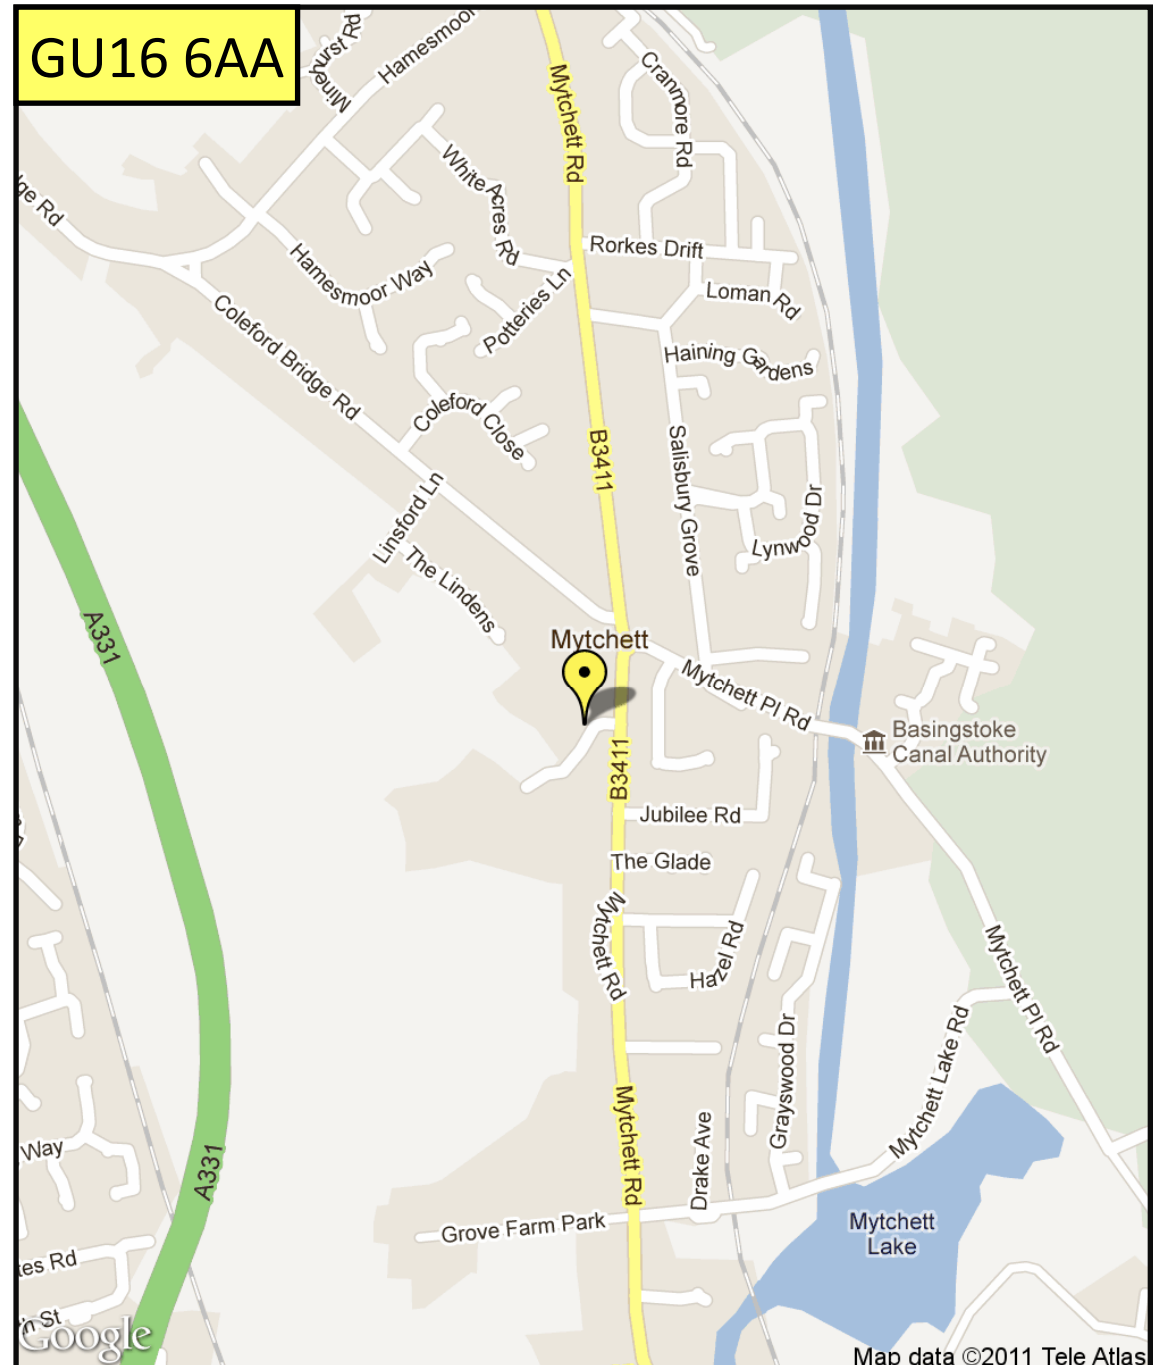 GU16 6AA
Minehurst Rd
Hamesmoor
Mytchett Rd
Cranmore Rd
White Acres Rd
Rorkes Drift
Hamesmoor Way
Potteries Ln
Loman Rd
Coleford Bridge Rd
Haining Gardens
Coleford Close
B3411
Salisbury Grove
Linsford Ln
Lynwood Dr
The Lindens
A331
Mytchett
Mytchett Pl Rd
Basingstoke
Canal Authority
B3411
Jubilee Rd
The Glade
Mytchett Rd
Hazel Rd
Mytchett Pl Rd
Grayswood Dr
Mytchett Lake Rd
Way
A331
Mytchett Rd
Drake Ave
Grove Farm Park
Mytchett
Lake
Rd
St
Google
Map data ©2011 Tele Atlas